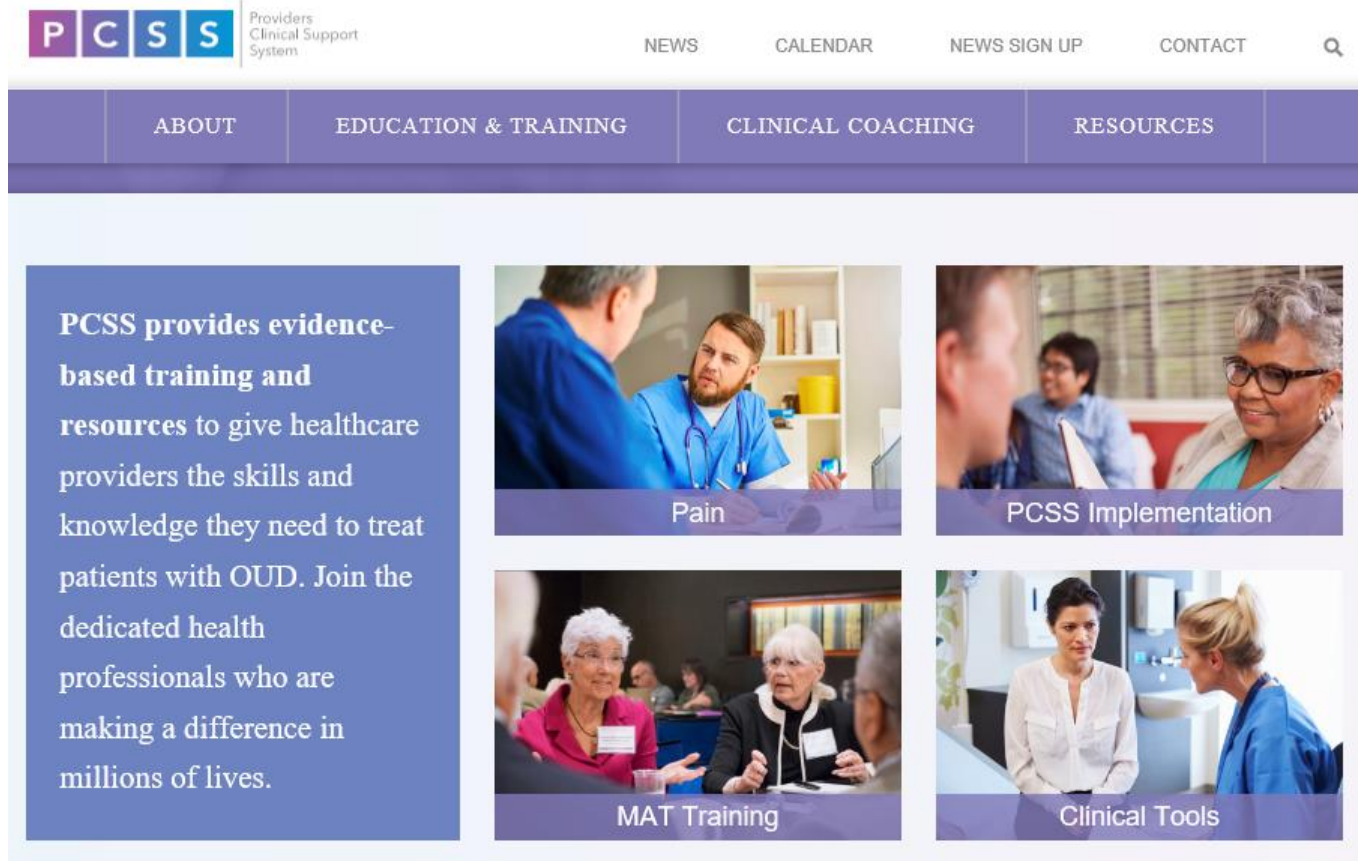 PCSS
Providers
Clinical Support
System
NEWS CALENDAR NEWS SIGN UP CONTACT
ABOUT EDUCATION & TRAINING CLINICAL COACHING RESOURCES
PCSS provides evidence-
based training and
resources to give healthcare
providers the skills and
knowledge they need to treat
patients with OUD. Join the
dedicated health
professionals who are
making a difference in
millions of lives.
Pain
PCSS Implementation
MAT Training
Clinical Tools